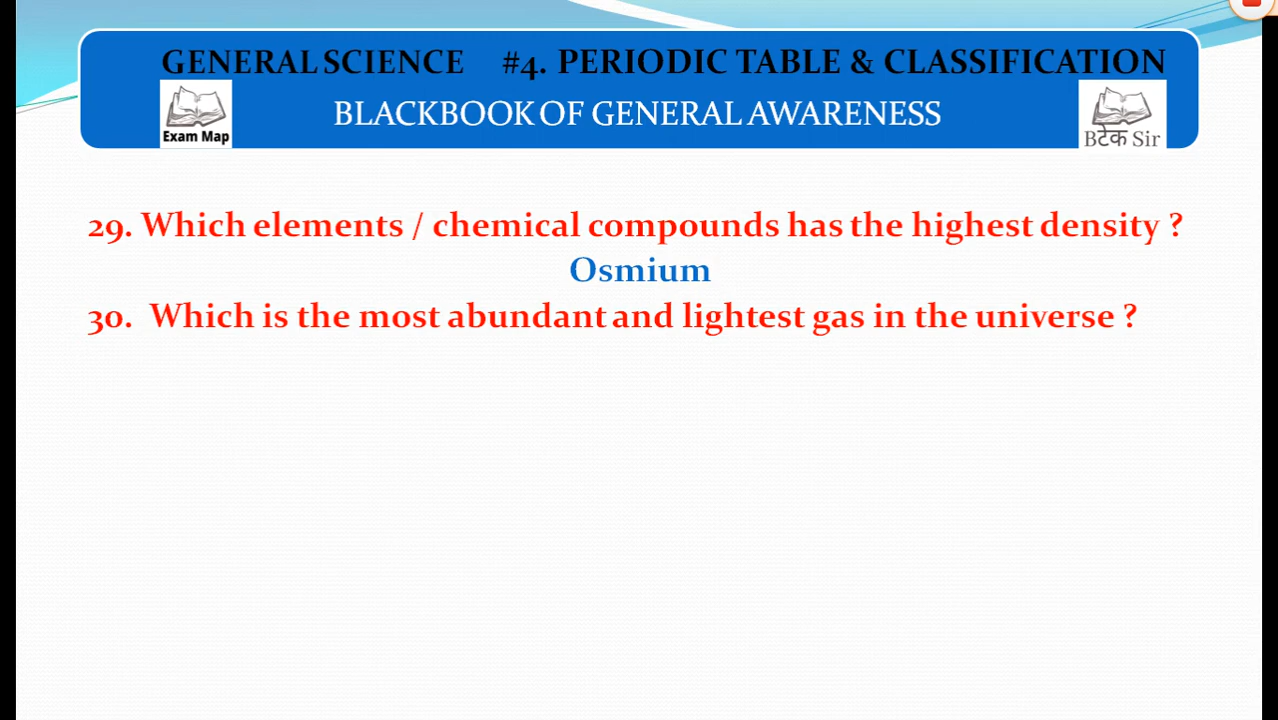 GENERAL SCIENCE #4. PERIODIC TABLE & CLASSIFICATION
BLACKBOOK OF GENERAL AWARENESS
Exam Map
Bटेक Sir
29. Which elements / chemical compounds has the highest density ?
Osmium
30. Which is the most abundant and lightest gas in the universe ?